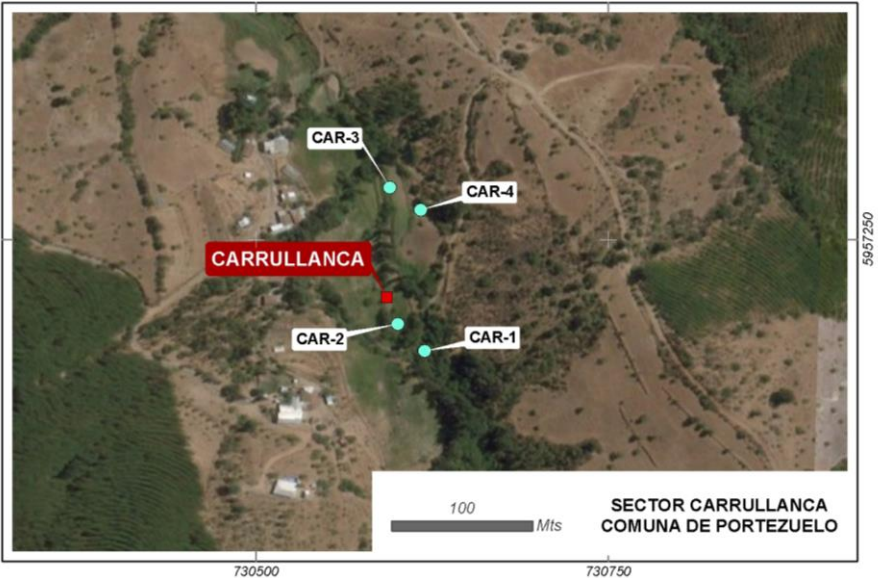 CAR-3
CAR-4
CARRULLANCA
CAR-2
CAR-1
5957250
100
Mts
SECTOR CARRULLANCA
COMUNA DE PORTEZUELO
730500
730750